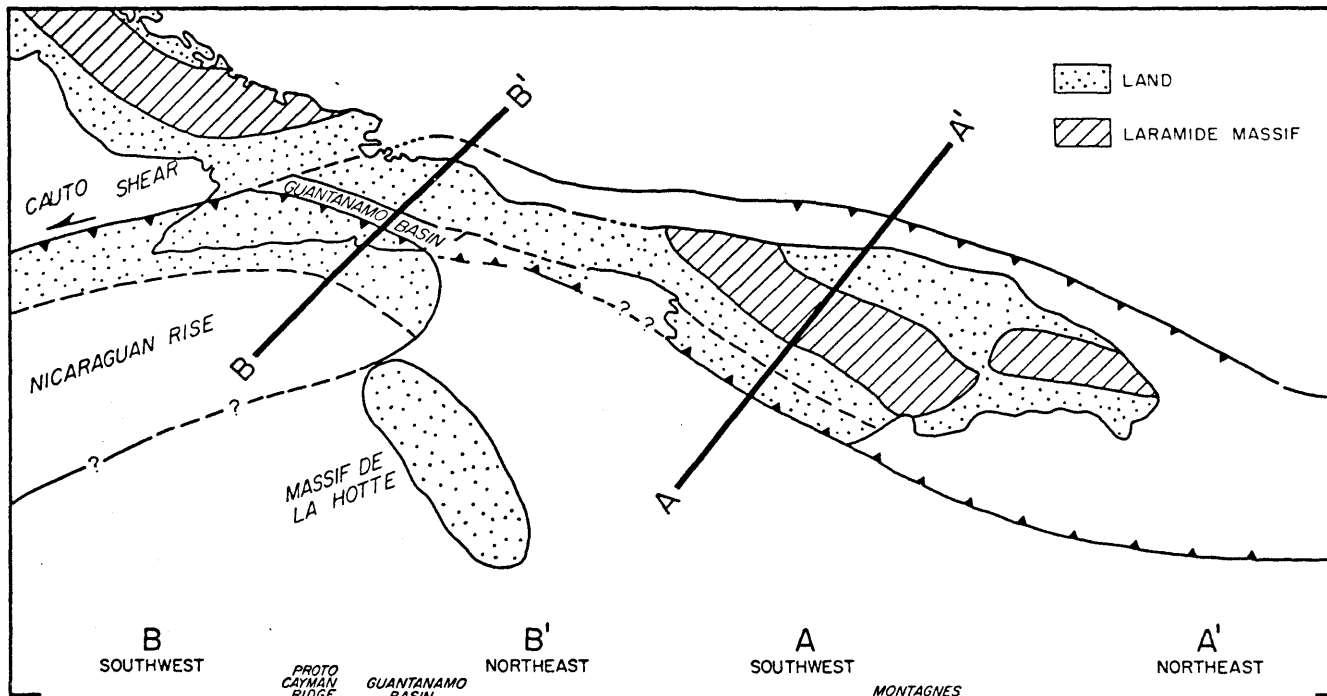 LAND
LARAMIDE MASSIF
B'
A'
CAUTO SHEAR
GUANTANAMO BASIN
NICARAGUAN RISE
B
?
?
?
?
MASSIF DE
LA HOTTE
A
B
SOUTHWEST
B'
NORTHEAST
A
SOUTHWEST
A'
NORTHEAST
PROTO
CAYMAN
RIDGE
GUANTANAMO
BASIN
MONTAGNES